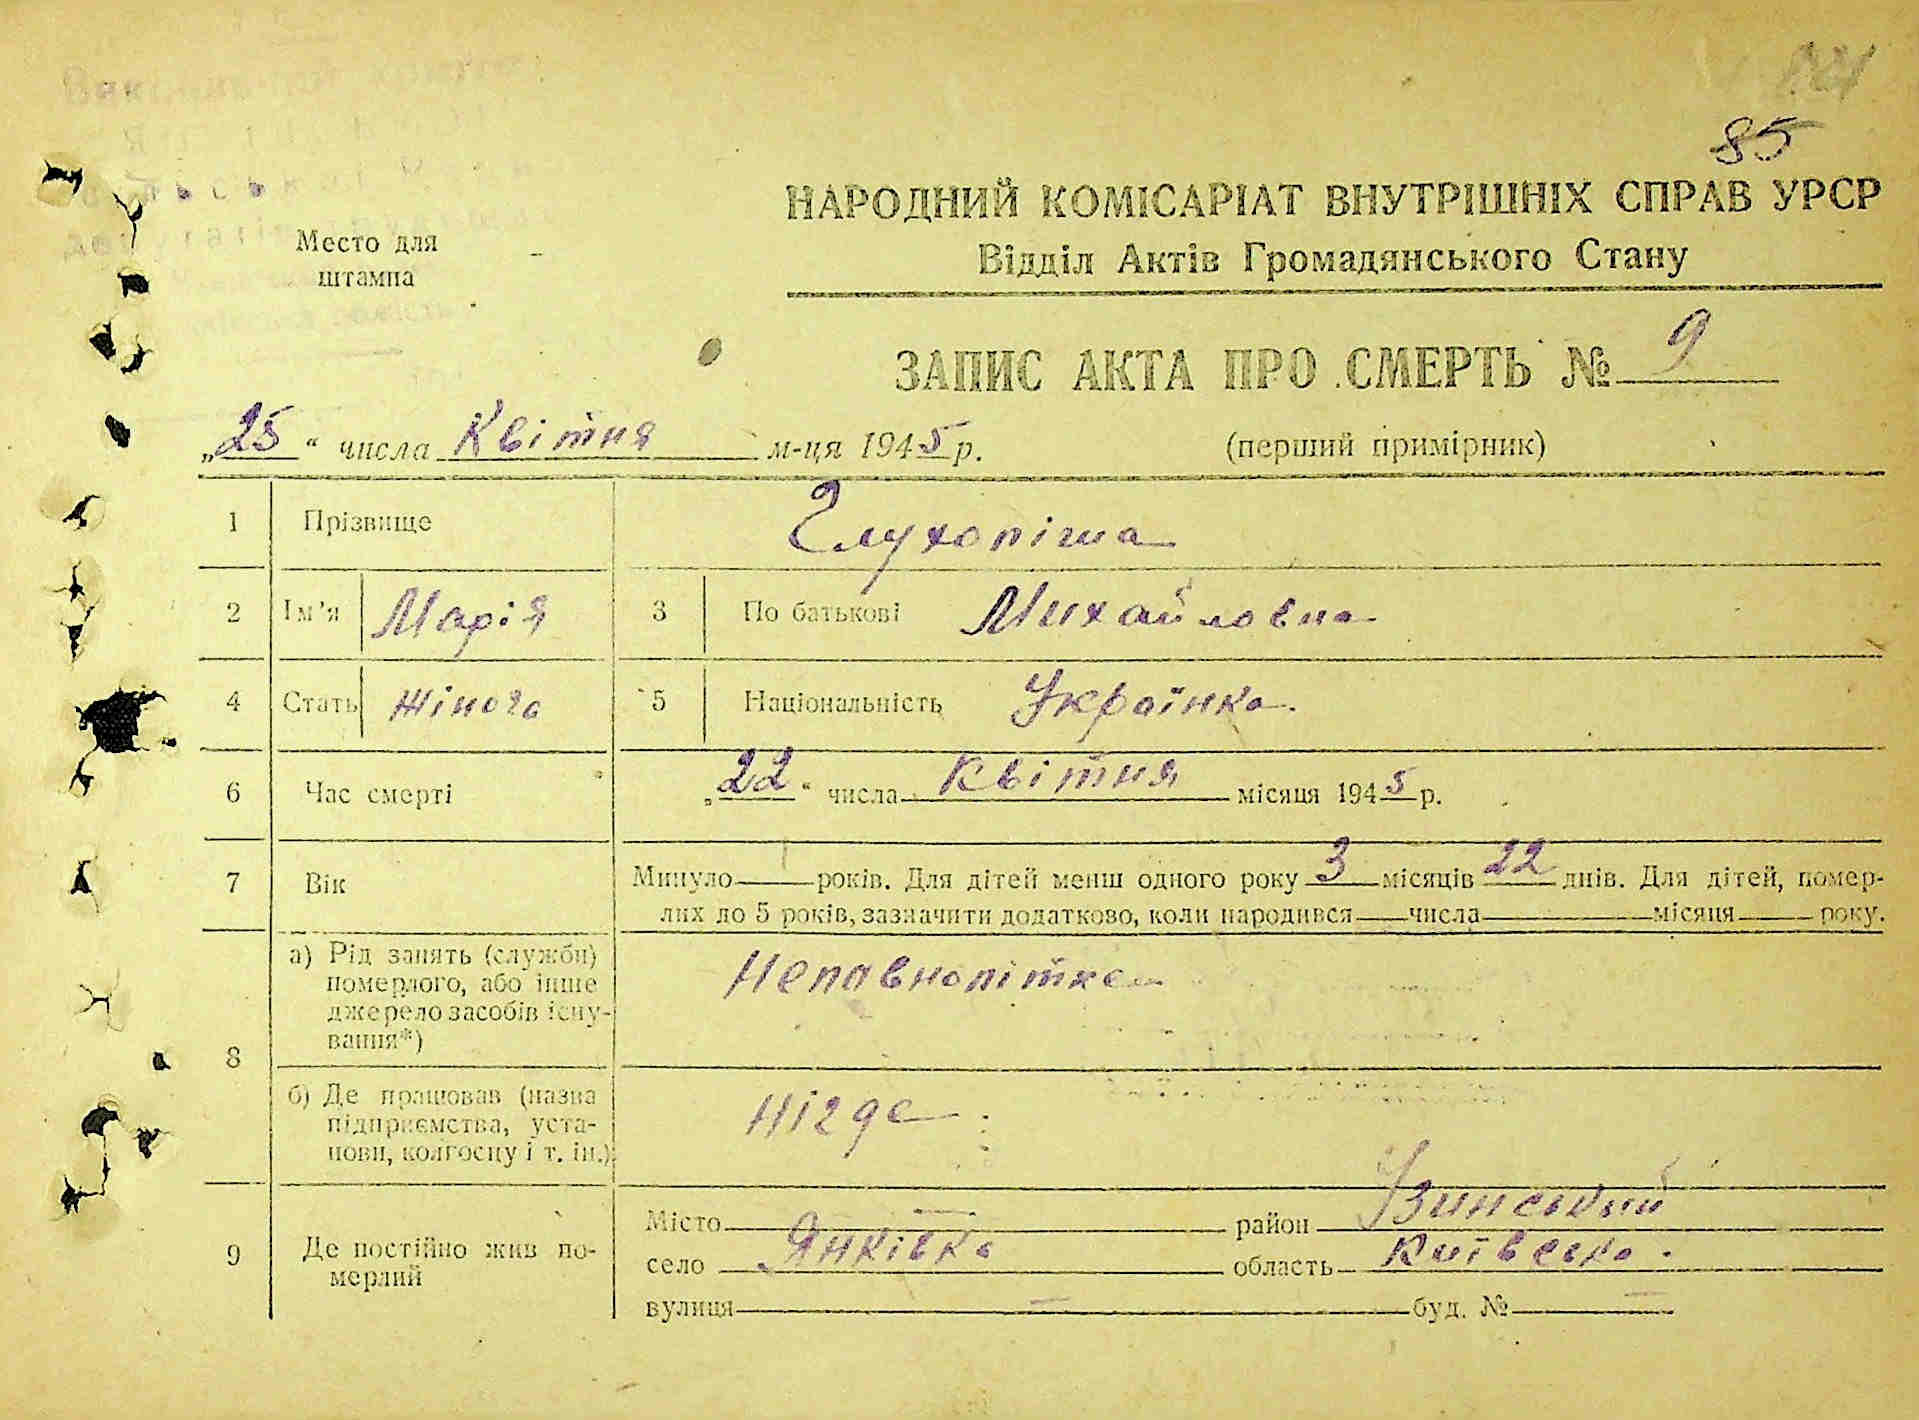 85
НАРОДНИЙ КОМІСАРІАТ ВНУТРІШНІХ СПРАВ УРСР
Место для
штампа
Відділ Актів Громадянського Стану
ЗАПИС АКТА ПРО СМЕРТЬ № 9
„25“ числа Квітня м-ця 1945 р. (перший примірник)
1 Прізвище
2 Ім'я Марія 3 По батькові Михайловна
4 Стать жіноча 5 Національність Українка
6 Час смерті „22“ числа Квітня місяця 1945 р.
7 Вік Минуло — років. Для дітей менш одного року 3 місяців 22 днів. Для дітей, помер-
лих до 5 років, зазначити додатково, коли народився — числа — місяця — року.
8 а) Рід занять (служби)
померлого, або інше
джерело засобів існу-
вання*)
Неповнолітня
б) Де працював (назва
підприємства, уста-
нови, колгоспу і т. ін.)
Нігде
9 Де постійно жив по-
мерлий
Місто — район Узинський
село Янківка область Київська
вулиця — буд. № —